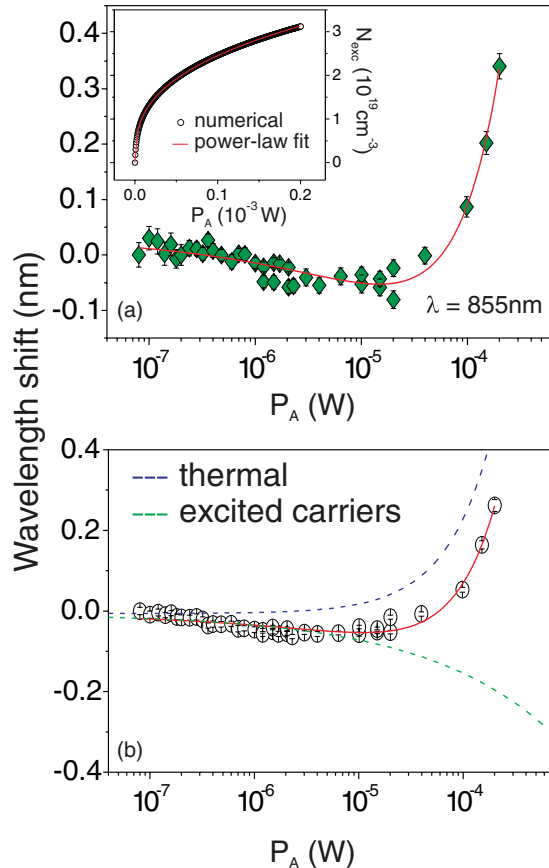 Wavelength shift (nm)
0.4
0.3
0.2
0.1
0.0
-0.1
(a)
λ = 855nm
10⁻⁷ 10⁻⁶ 10⁻⁵ 10⁻⁴
P_A (W)
numerical
power-law fit
0.0 0.1 0.2
P_A (10⁻³ W)
3
2
1
0
N_exc (10¹⁹cm⁻³)
thermal
excited carriers
0.4
0.2
0.0
-0.2
-0.4
(b)
10⁻⁷ 10⁻⁶ 10⁻⁵ 10⁻⁴
P_A (W)